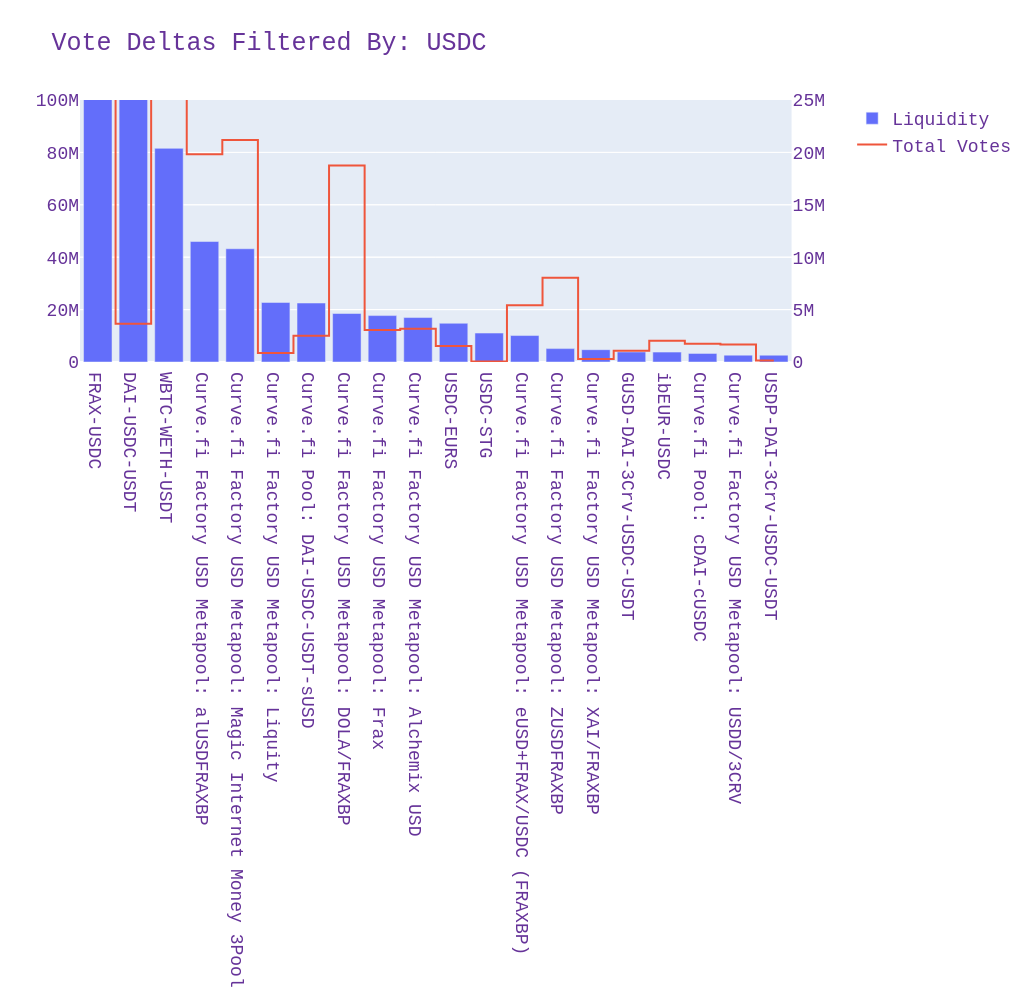 Vote Deltas Filtered By: USDC
100M
80M
60M
40M
20M
0
25M
20M
15M
10M
5M
0
Liquidity
Total Votes
FRAX-USDC
DAI-USDC-USDT
WBTC-WETH-USDT
Curve.fi Factory USD Metapool: alUSDFRAXBP
Curve.fi Factory USD Metapool: Magic Internet Money 3Pool
Curve.fi Factory USD Metapool: Liquity
Curve.fi Pool: DAI-USDC-USDT-sUSD
Curve.fi Factory USD Metapool: DOLA/FRAXBP
Curve.fi Factory USD Metapool: Frax
Curve.fi Factory USD Metapool: Alchemix USD
USDC-EURS
USDC-STG
Curve.fi Factory USD Metapool: eUSD+FRAX/USDC (FRAXBP)
Curve.fi Factory USD Metapool: ZUSDFRAXBP
Curve.fi Factory USD Metapool: XAI/FRAXBP
GUSD-DAI-3Crv-USDC-USDT
ibEUR-USDC
Curve.fi Pool: cDAI-cUSDC
Curve.fi Factory USD Metapool: USDD/3CRV
USDP-DAI-3Crv-USDC-USDT